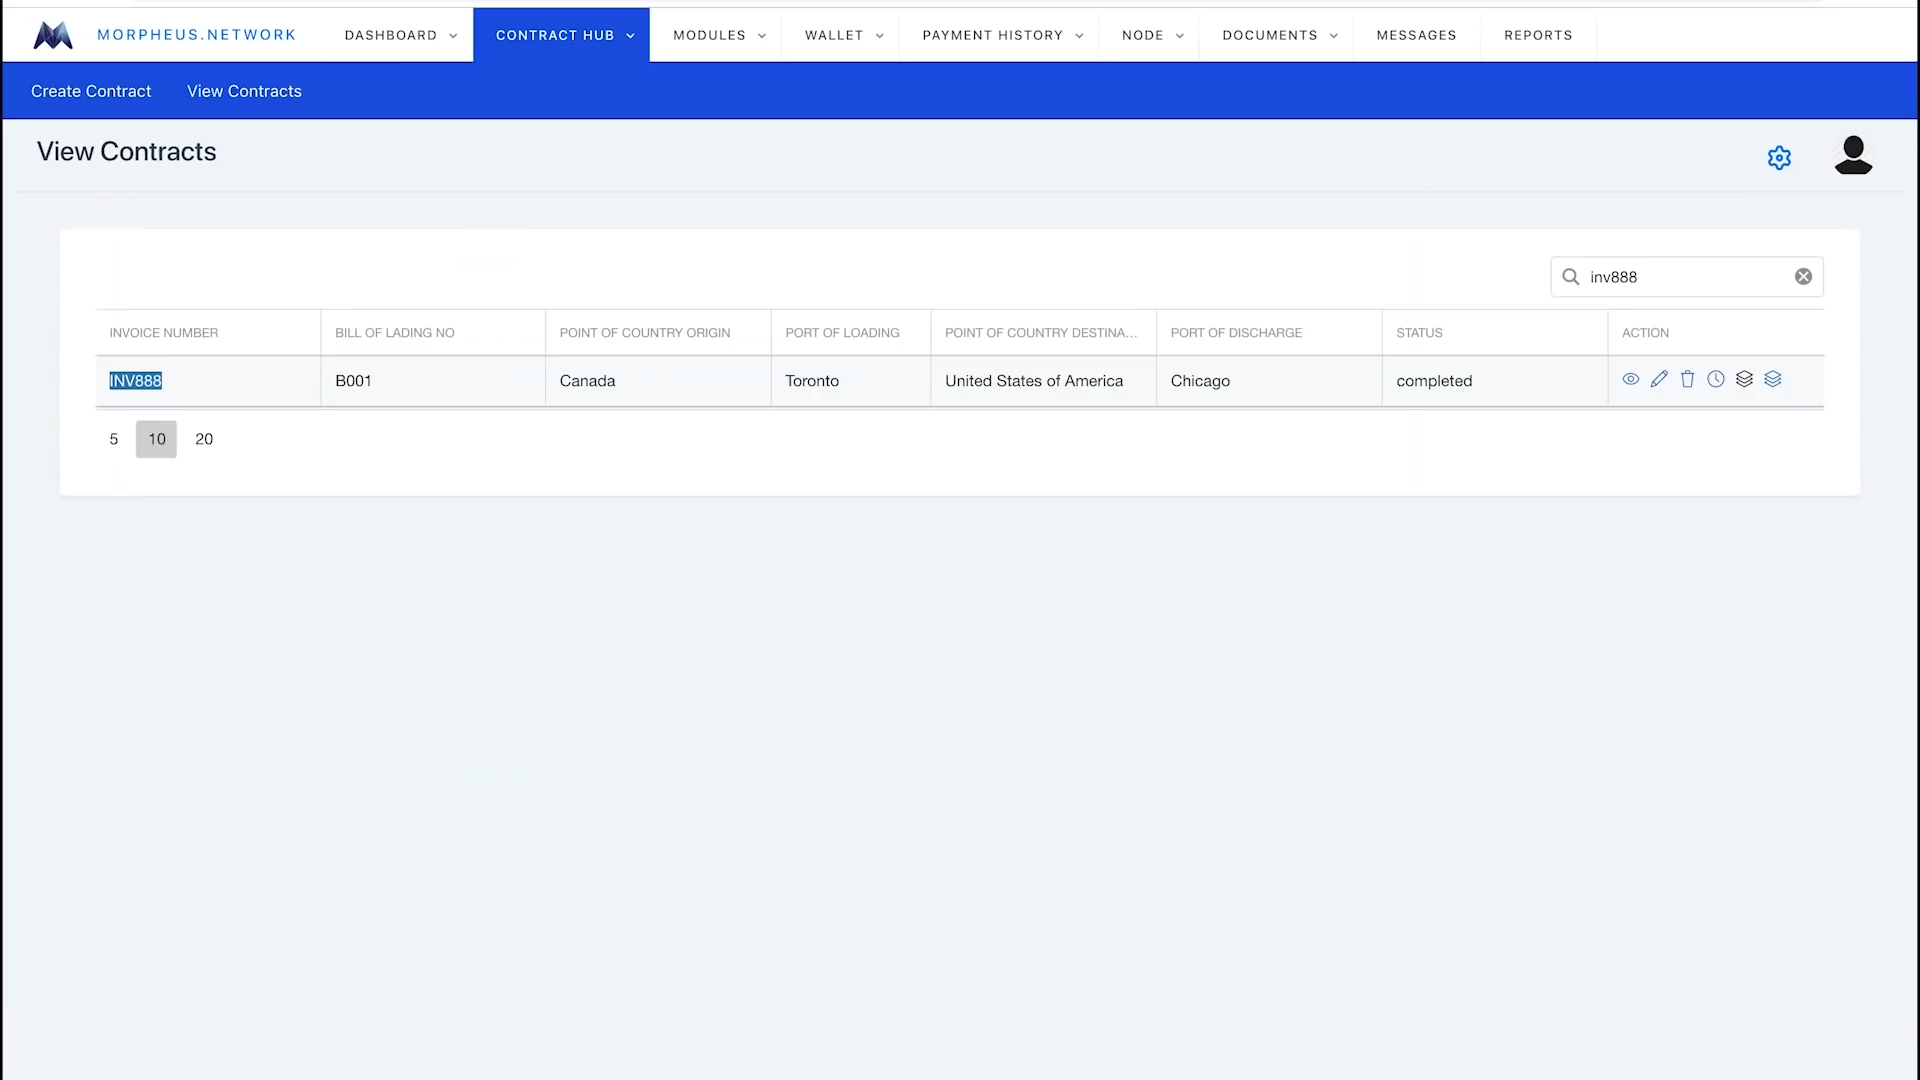 MORPHEUS.NETWORK DASHBOARD CONTRACT HUB MODULES WALLET PAYMENT HISTORY NODE DOCUMENTS MESSAGES REPORTS
Create Contract View Contracts
View Contracts
inv888
INVOICE NUMBER BILL OF LADING NO POINT OF COUNTRY ORIGIN PORT OF LOADING POINT OF COUNTRY DESTINA... PORT OF DISCHARGE STATUS ACTION
INV888 B001 Canada Toronto United States of America Chicago completed
5 10 20